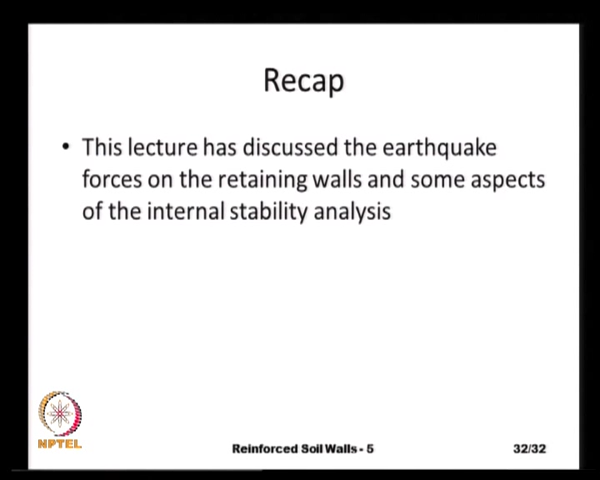 Recap
• This lecture has discussed the earthquake
forces on the retaining walls and some aspects
of the internal stability analysis
NPTEL
Reinforced Soil Walls - 5
32/32